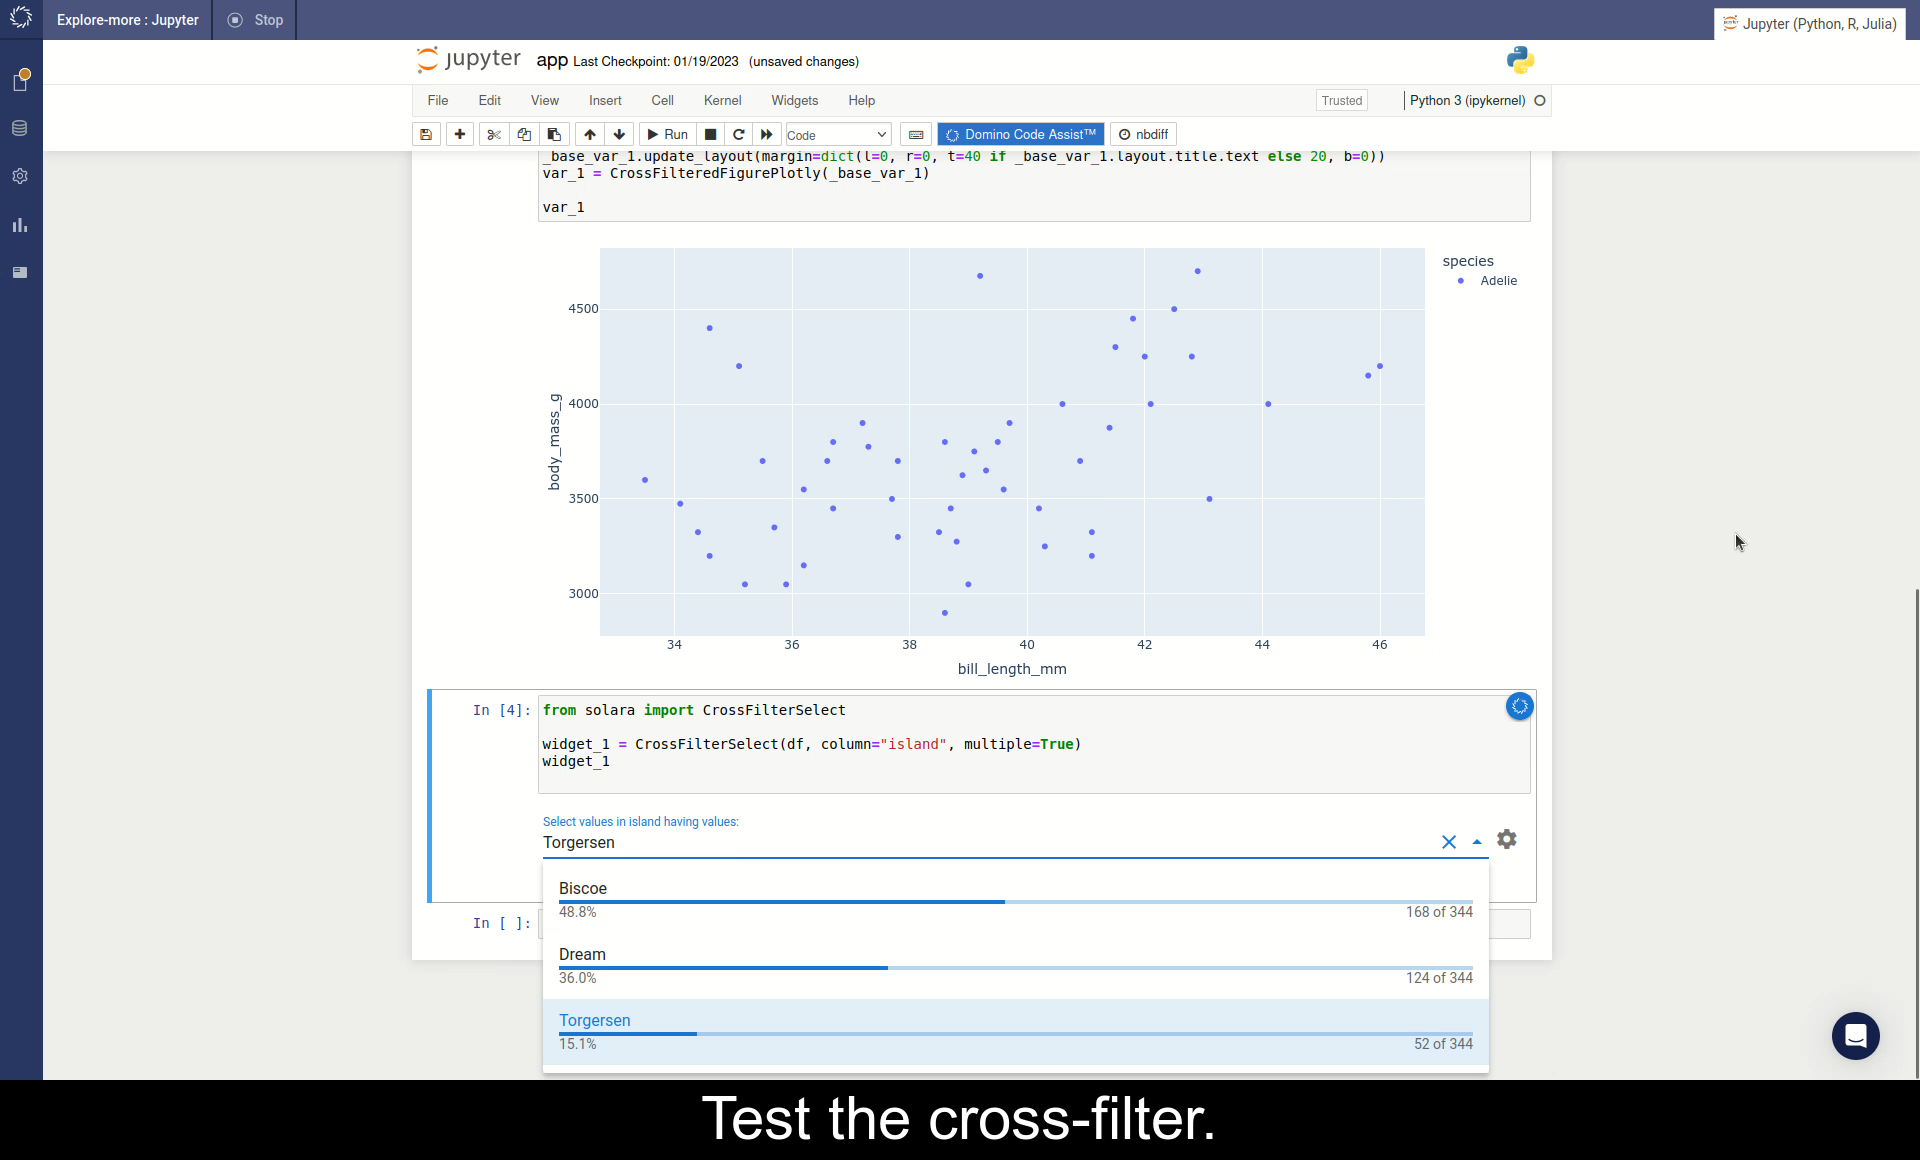 Explore-more : Jupyter
Stop
Jupyter (Python, R, Julia)
jupyter app Last Checkpoint: 01/19/2023 (unsaved changes)
File Edit View Insert Cell Kernel Widgets Help Trusted Python 3 (ipykernel)
Run Code Domino Code Assist™ nbdiff
_base_var_1.update_layout(margin=dict(l=0, r=0, t=40 if _base_var_1.layout.title.text else 20, b=0))
var_1 = CrossFilteredFigurePlotly(_base_var_1)
var_1
species
Adelie
4500
4000
3500
3000
body_mass_g
34 36 38 40 42 44 46
bill_length_mm
In [4]:
from solara import CrossFilterSelect
widget_1 = CrossFilterSelect(df, column="island", multiple=True)
widget_1
Select values in island having values:
Torgersen
Biscoe
48.8% 168 of 344
In [ ]:
Dream
36.0% 124 of 344
Torgersen
15.1% 52 of 344
Test the cross-filter.